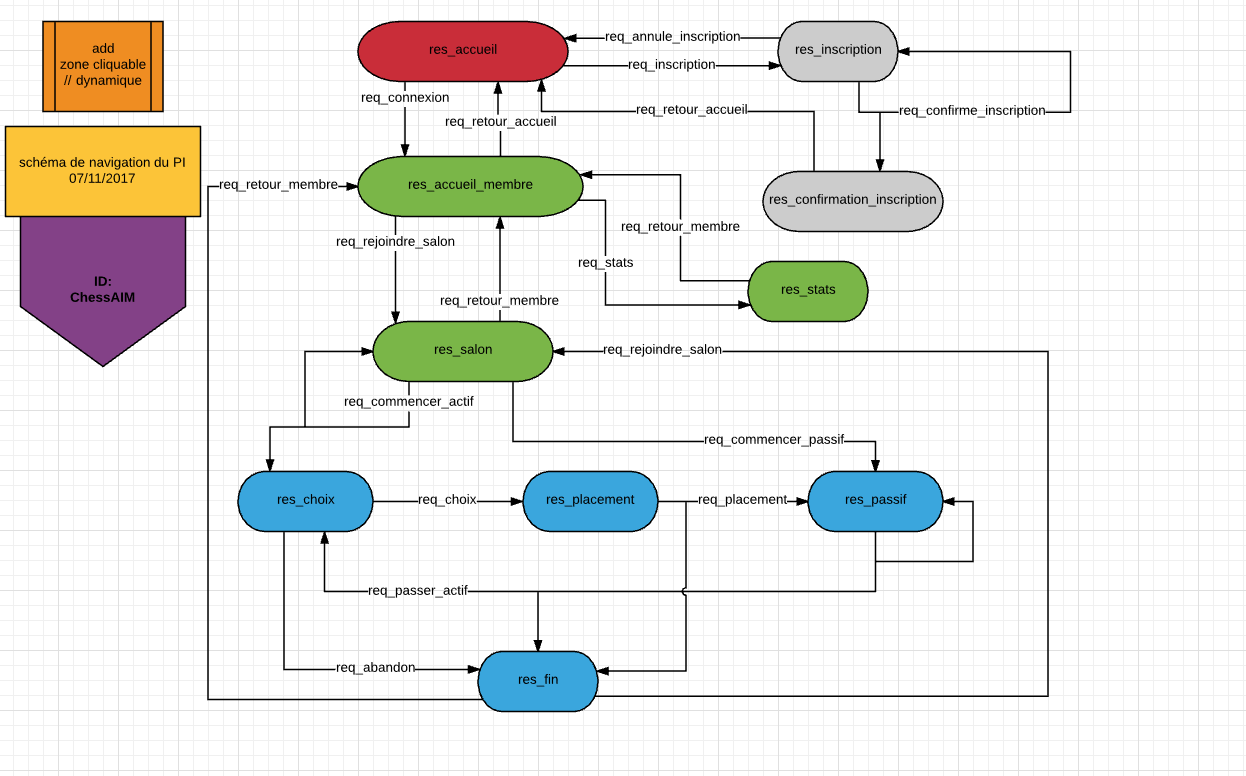 add
zone cliquable
// dynamique
schéma de navigation du PI
07/11/2017
ID:
ChessAIM
res_accueil
req_annule_inscription
req_inscription
res_inscription
req_connexion
req_retour_accueil
req_retour_accueil
req_confirme_inscription
req_retour_membre
res_accueil_membre
res_confirmation_inscription
req_rejoindre_salon
req_retour_membre
req_stats
res_stats
req_retour_membre
res_salon
req_rejoindre_salon
req_commencer_actif
req_commencer_passif
res_choix
req_choix
res_placement
req_placement
res_passif
req_passer_actif
req_abandon
res_fin